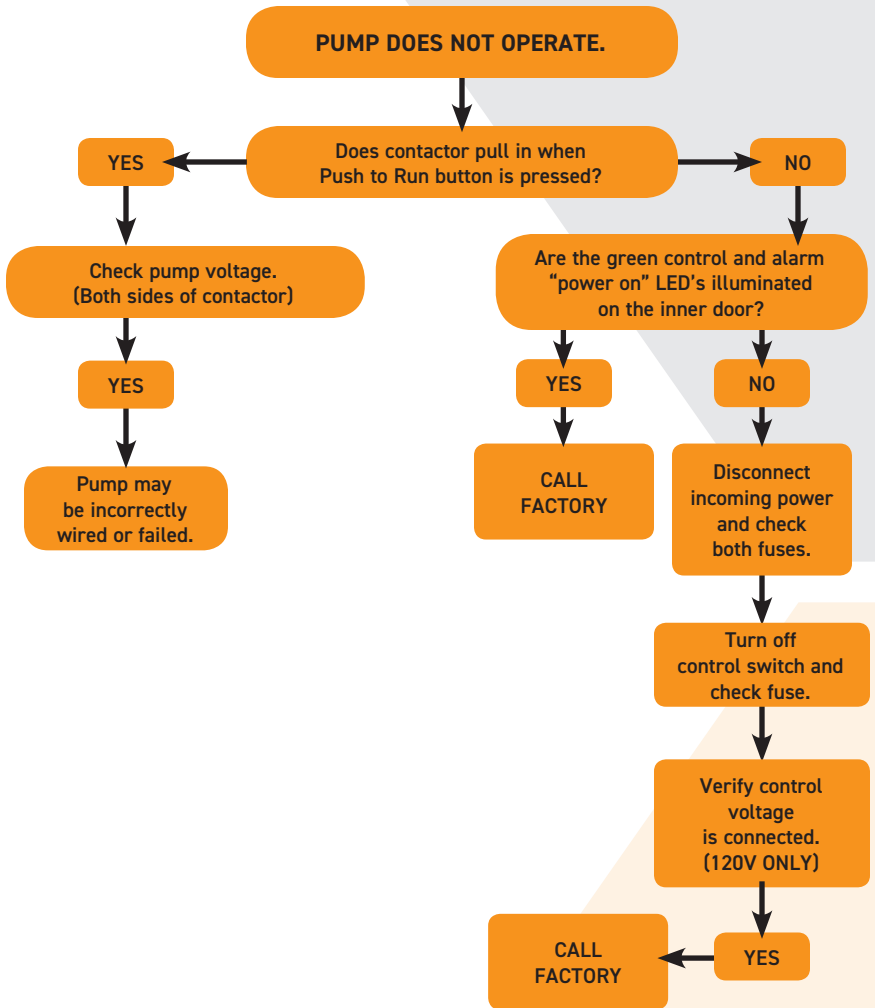 PUMP DOES NOT OPERATE.
Does contactor pull in when
Push to Run button is pressed?
YES
NO
Check pump voltage.
(Both sides of contactor)
Are the green control and alarm
“power on” LED’s illuminated
on the inner door?
YES
YES
NO
Pump may
be incorrectly
wired or failed.
CALL
FACTORY
Disconnect
incoming power
and check
both fuses.
Turn off
control switch and
check fuse.
Verify control
voltage
is connected.
(120V ONLY)
CALL
FACTORY
YES